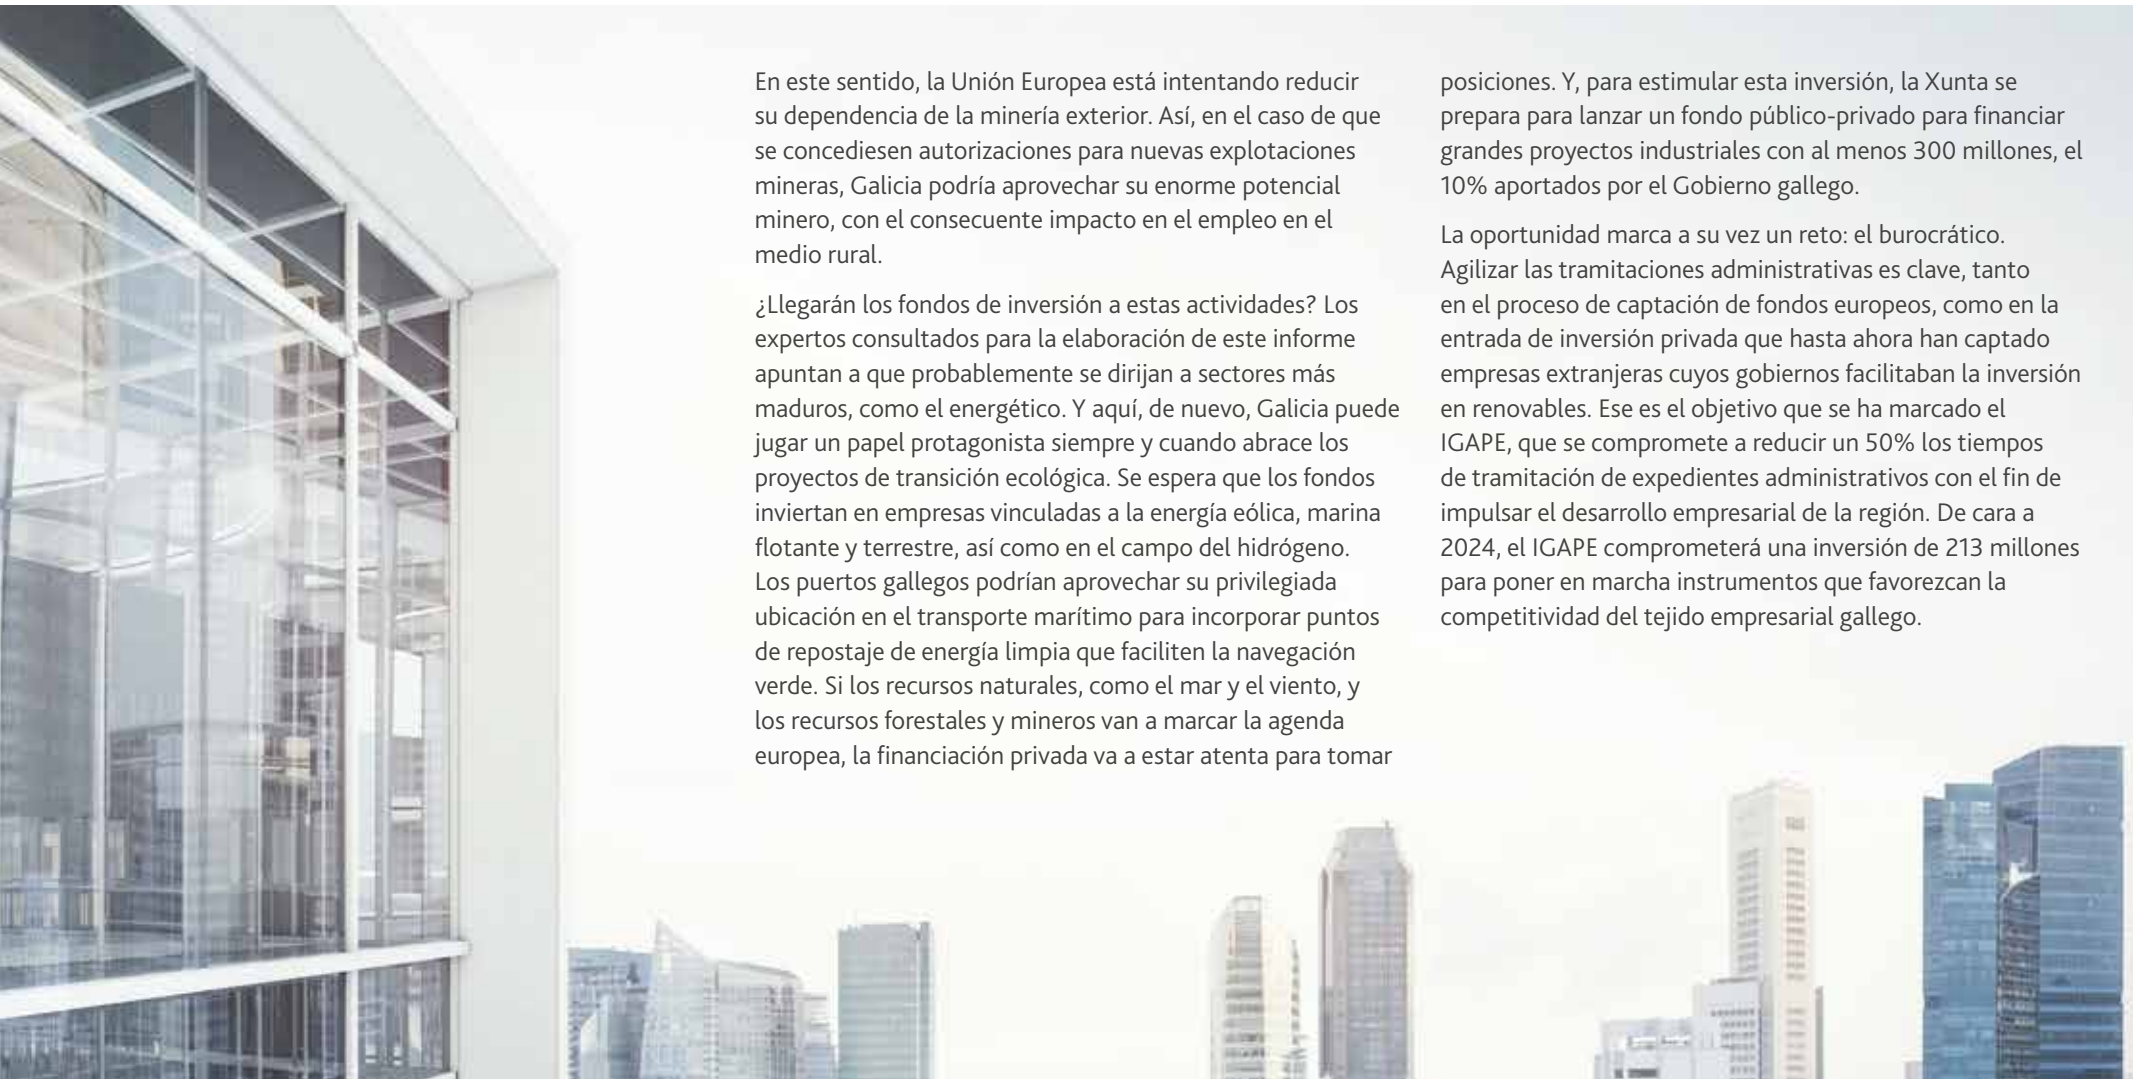 En este sentido, la Unión Europea está intentando reducir
su dependencia de la minería exterior. Así, en el caso de que
se concediesen autorizaciones para nuevas explotaciones
mineras, Galicia podría aprovechar su enorme potencial
minero, con el consecuente impacto en el empleo en el
medio rural.
¿Llegarán los fondos de inversión a estas actividades? Los
expertos consultados para la elaboración de este informe
apuntan a que probablemente se dirijan a sectores más
maduros, como el energético. Y aquí, de nuevo, Galicia puede
jugar un papel protagonista siempre y cuando abrace los
proyectos de transición ecológica. Se espera que los fondos
inviertan en empresas vinculadas a la energía eólica, marina
flotante y terrestre, así como en el campo del hidrógeno.
Los puertos gallegos podrían aprovechar su privilegiada
ubicación en el transporte marítimo para incorporar puntos
de repostaje de energía limpia que faciliten la navegación
verde. Si los recursos naturales, como el mar y el viento, y
los recursos forestales y mineros van a marcar la agenda
europea, la financiación privada va a estar atenta para tomar
posiciones. Y, para estimular esta inversión, la Xunta se
prepara para lanzar un fondo público-privado para financiar
grandes proyectos industriales con al menos 300 millones, el
10% aportados por el Gobierno gallego.
La oportunidad marca a su vez un reto: el burocrático.
Agilizar las tramitaciones administrativas es clave, tanto
en el proceso de captación de fondos europeos, como en la
entrada de inversión privada que hasta ahora han captado
empresas extranjeras cuyos gobiernos facilitaban la inversión
en renovables. Ese es el objetivo que se ha marcado el
IGAPE, que se compromete a reducir un 50% los tiempos
de tramitación de expedientes administrativos con el fin de
impulsar el desarrollo empresarial de la región. De cara a
2024, el IGAPE comprometerá una inversión de 213 millones
para poner en marcha instrumentos que favorezcan la
competitividad del tejido empresarial gallego.